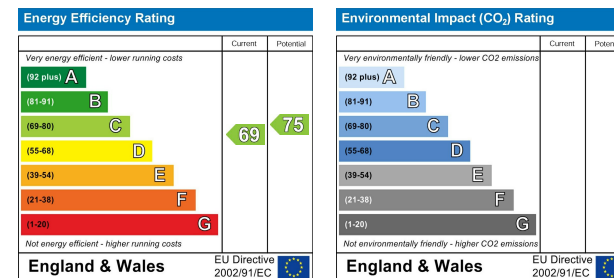 Energy Efficiency Rating
Current Potential
Very energy efficient - lower running costs
(92 plus) A
(81-91) B
(69-80) C
(55-68) D
(39-54) E
(21-38) F
(1-20) G
69
75
Not energy efficient - higher running costs
England & Wales
EU Directive
2002/91/EC
Environmental Impact (CO2) Rating
Current Poten
Very environmentally friendly - lower CO2 emissions
(92 plus) A
(81-91) B
(69-80) C
(55-68) D
(39-54) E
(21-38) F
(1-20) G
Not environmentally friendly - higher CO2 emissions
England & Wales
EU Directive
2002/91/EC